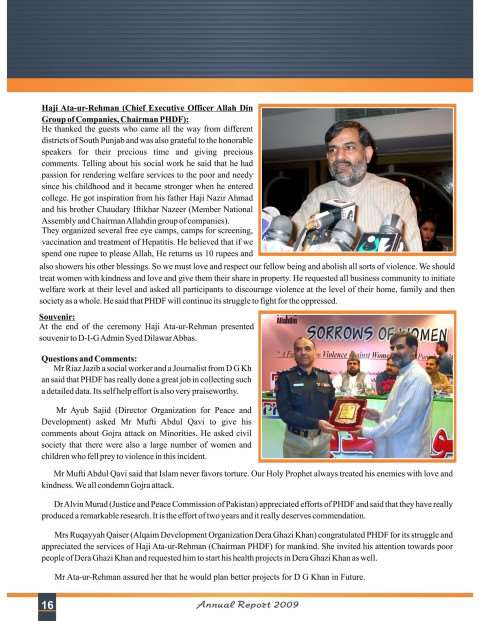 Haji Ata-ur-Rehman (Chief Executive Officer Allah Din
Group of Companies, Chairman PHDF):
He thanked the guests who came all the way from different
districts of South Punjab and was also grateful to the honorable
speakers for their precious time and giving precious
comments. Telling about his social work he said that he had
passion for rendering welfare services to the poor and needy
since his childhood and it became stronger when he entered
college. He got inspiration from his father Haji Nazir Ahmad
and his brother Chaudary Iftikhar Nazeer (Member National
Assembly and Chairman Allahdin group of companies).
They organized several free eye camps, camps for screening,
vaccination and treatment of Hepatitis. He believed that if we
spend one rupee to please Allah, He returns us 10 rupees and
also showers his other blessings. So we must love and respect our fellow being and abolish all sorts of violence. We should
treat women with kindness and love and give them their share in property. He requested all business community to initiate
welfare work at their level and asked all participants to discourage violence at the level of their home, family and then
society as a whole. He said that PHDF will continue its struggle to fight for the oppressed.
Souvenir:
At the end of the ceremony Haji Ata-ur-Rehman presented
souvenir to D-I-G Admin Syed Dilawar Abbas.
Allahdin
SORROWS OF WOMEN
Violence Against Women
Questions and Comments:
Mr Riaz Jazib a social worker and a Journalist from D G Kh
an said that PHDF has really done a great job in collecting such
a detailed data. Its self help effort is also very praiseworthy.
Mr Ayub Sajid (Director Organization for Peace and
Development) asked Mr Mufti Abdul Qavi to give his
comments about Gojra attack on Minorities. He asked civil
society that there were also a large number of women and
children who fell prey to violence in this incident.
Mr Mufti Abdul Qavi said that Islam never favors torture. Our Holy Prophet always treated his enemies with love and
kindness. We all condemn Gojra attack.
Dr Alvin Murad (Justice and Peace Commission of Pakistan) appreciated efforts of PHDF and said that they have really
produced a remarkable research. It is the effort of two years and it really deserves commendation.
Mrs Ruqayyah Qaiser (Alqaim Development Organization Dera Ghazi Khan) congratulated PHDF for its struggle and
appreciated the services of Haji Ata-ur-Rehman (Chairman PHDF) for mankind. She invited his attention towards poor
people of Dera Ghazi Khan and requested him to start his health projects in Dera Ghazi Khan as well.
Mr Ata-ur-Rehman assured her that he would plan better projects for D G Khan in Future.
16
Annual Report 2009